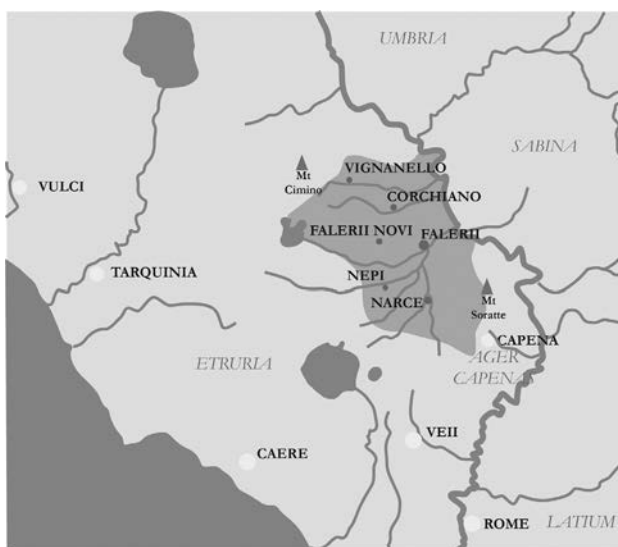 UMBRIA
SABINA
Mt
Cimino
VIGNANELLO
VULCI
CORCHIANO
FALERII NOVI
FALERII
TARQUINIA
NEPI
NARCE
Mt
Soratte
CAPENA
ETRURIA
AGER
CAPENAS
VEII
CAERE
ROME
LATIUM